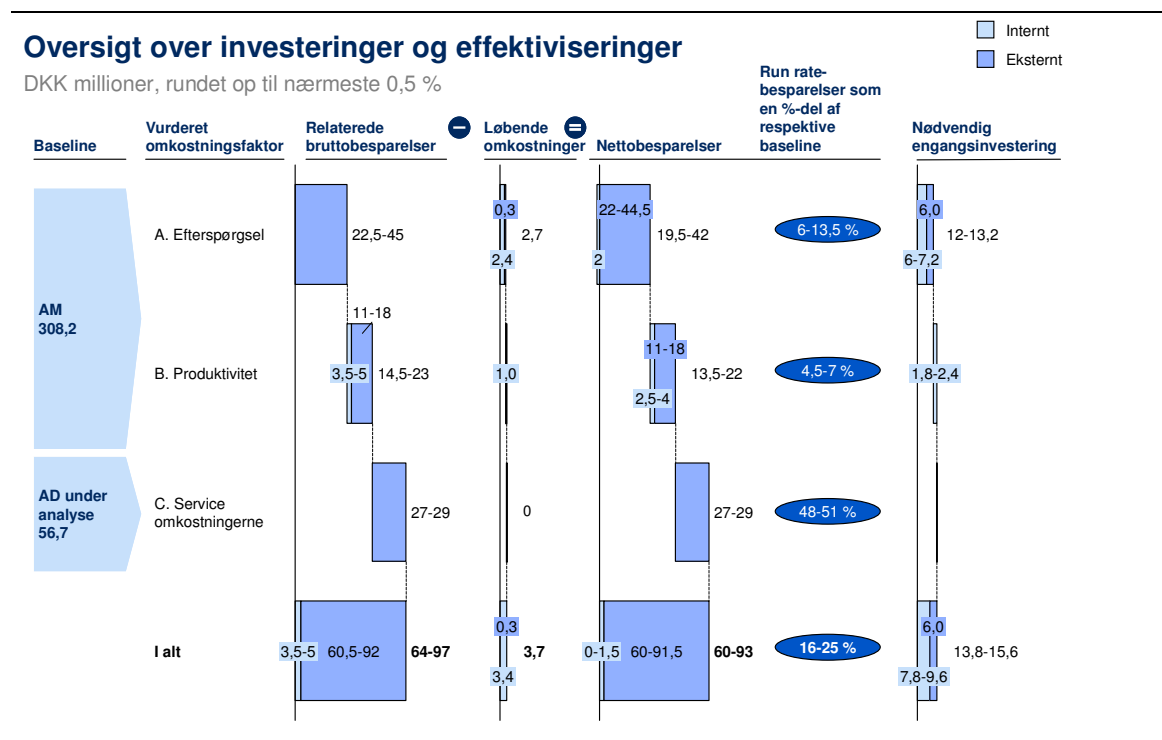 Internt
Eksternt
Oversigt over investeringer og effektiviseringer
DKK millioner, rundet op til nærmeste 0,5 %
Baseline
Vurderet
omkostningsfaktor
Relaterede
bruttobesparelser
−
Løbende
omkostninger
=
Nettobesparelser
Run rate-
besparelser som
en %-del af
respektive
baseline
Nødvendig
engangsinvestering
AM
308,2
A. Efterspørgsel
22,5-45
0,3
2,4
2,7
22-44,5
2
19,5-42
6-13,5 %
6,0
6-7,2
12-13,2
B. Produktivitet
11-18
3,5-5
14,5-23
1,0
11-18
2,5-4
13,5-22
4,5-7 %
1,8-2,4
AD under
analyse
56,7
C. Service
omkostningerne
27-29
0
27-29
48-51 %
I alt
3,5-5
60,5-92
64-97
0,3
3,4
3,7
0-1,5
60-91,5
60-93
16-25 %
6,0
7,8-9,6
13,8-15,6